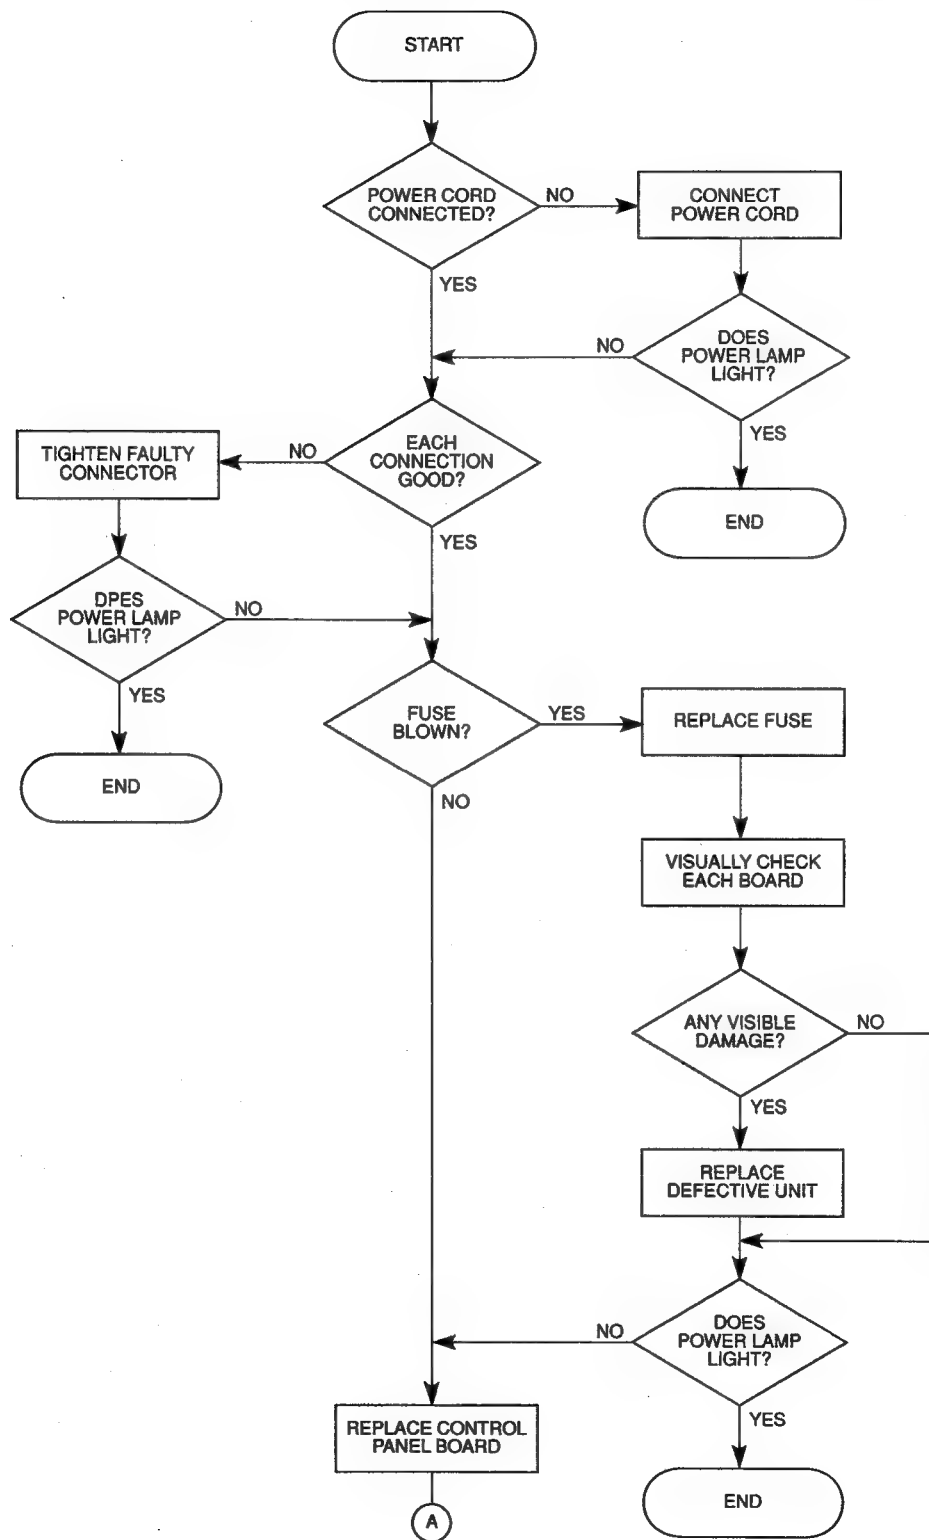 START
POWER CORD
CONNECTED?
NO
CONNECT
POWER CORD
YES
DOES
POWER LAMP
LIGHT?
NO
YES
END
EACH
CONNECTION
GOOD?
NO
TIGHTEN FAULTY
CONNECTOR
YES
DPES
POWER LAMP
LIGHT?
NO
YES
END
FUSE
BLOWN?
YES
REPLACE FUSE
NO
VISUALLY CHECK
EACH BOARD
ANY VISIBLE
DAMAGE?
NO
YES
REPLACE
DEFECTIVE UNIT
DOES
POWER LAMP
LIGHT?
NO
YES
END
REPLACE CONTROL
PANEL BOARD
A